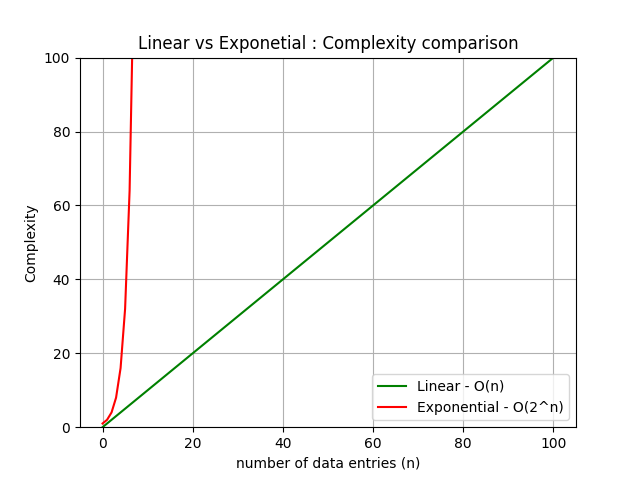 Linear vs Exponetial : Complexity comparison
100
80
60
40
20
0
Complexity
Linear - O(n)
Exponential - O(2^n)
0 20 40 60 80 100
number of data entries (n)